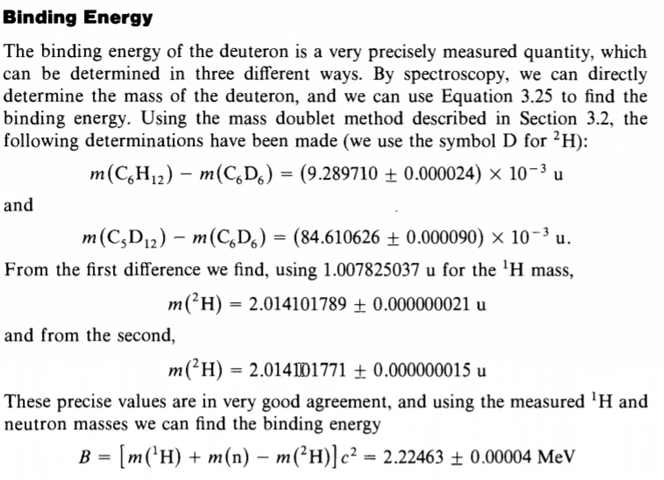 Binding Energy
The binding energy of the deuteron is a very precisely measured quantity, which
can be determined in three different ways. By spectroscopy, we can directly
determine the mass of the deuteron, and we can use Equation 3.25 to find the
binding energy. Using the mass doublet method described in Section 3.2, the
following determinations have been made (we use the symbol D for ²H):
m(C₆H₁₂) − m(C₆D₆) = (9.289710 ± 0.000024) × 10⁻³ u
and
m(C₅D₁₂) − m(C₆D₆) = (84.610626 ± 0.000090) × 10⁻³ u.
From the first difference we find, using 1.007825037 u for the ¹H mass,
m(²H) = 2.014101789 ± 0.000000021 u
and from the second,
m(²H) = 2.014101771 ± 0.000000015 u
These precise values are in very good agreement, and using the measured ¹H and
neutron masses we can find the binding energy
B = [m(¹H) + m(n) − m(²H)]c² = 2.22463 ± 0.00004 MeV